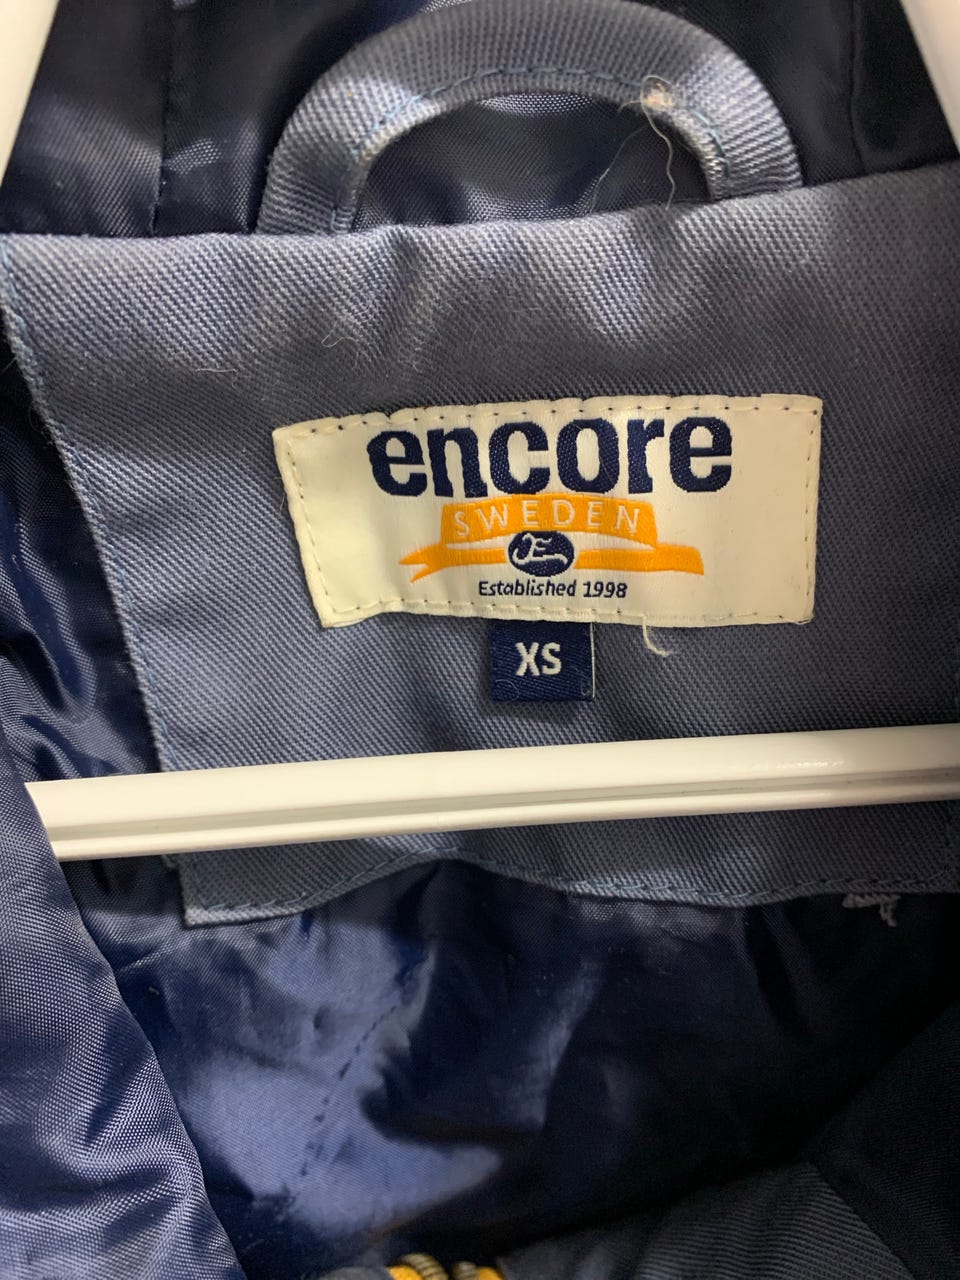 encore
SWEDEN
E
Established 1998
XS